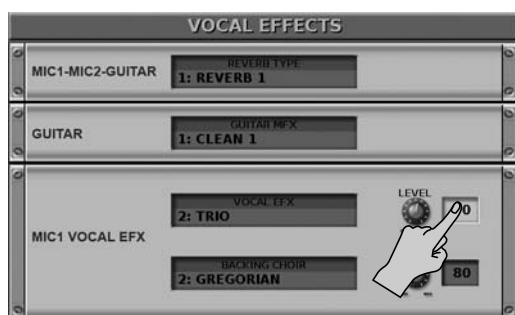 VOCAL EFFECTS
MIC1-MIC2-GUITAR
REVERB TYPE
1: REVERB 1
GUITAR
GUITAR MFX
1: CLEAN 1
MIC1 VOCAL EFX
VOCAL EFX
2: TRIO
LEVEL
BACKING CHOIR
2: GREGORIAN
80